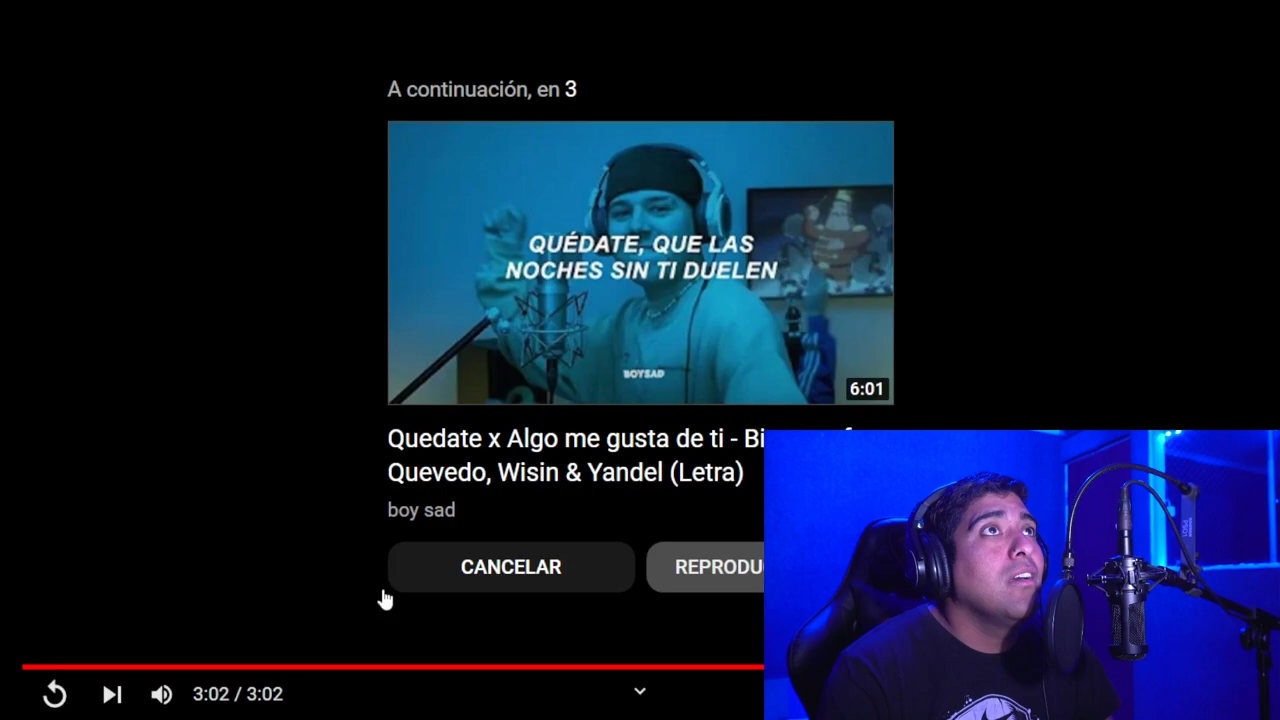 A continuación, en 3
QUÉDATE, QUE LAS
NOCHES SIN TI DUELEN
BOYSAD
6:01
Quedate x Algo me gusta de ti -
Quevedo, Wisin & Yandel (Letra)
boy sad
CANCELAR
REPRODU
3:02 / 3:02